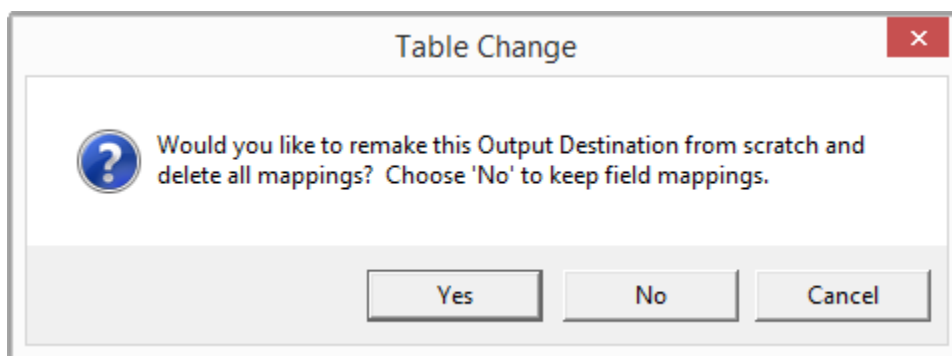 Table Change
Would you like to remake this Output Destination from scratch and
delete all mappings?  Choose 'No' to keep field mappings.
Yes
No
Cancel